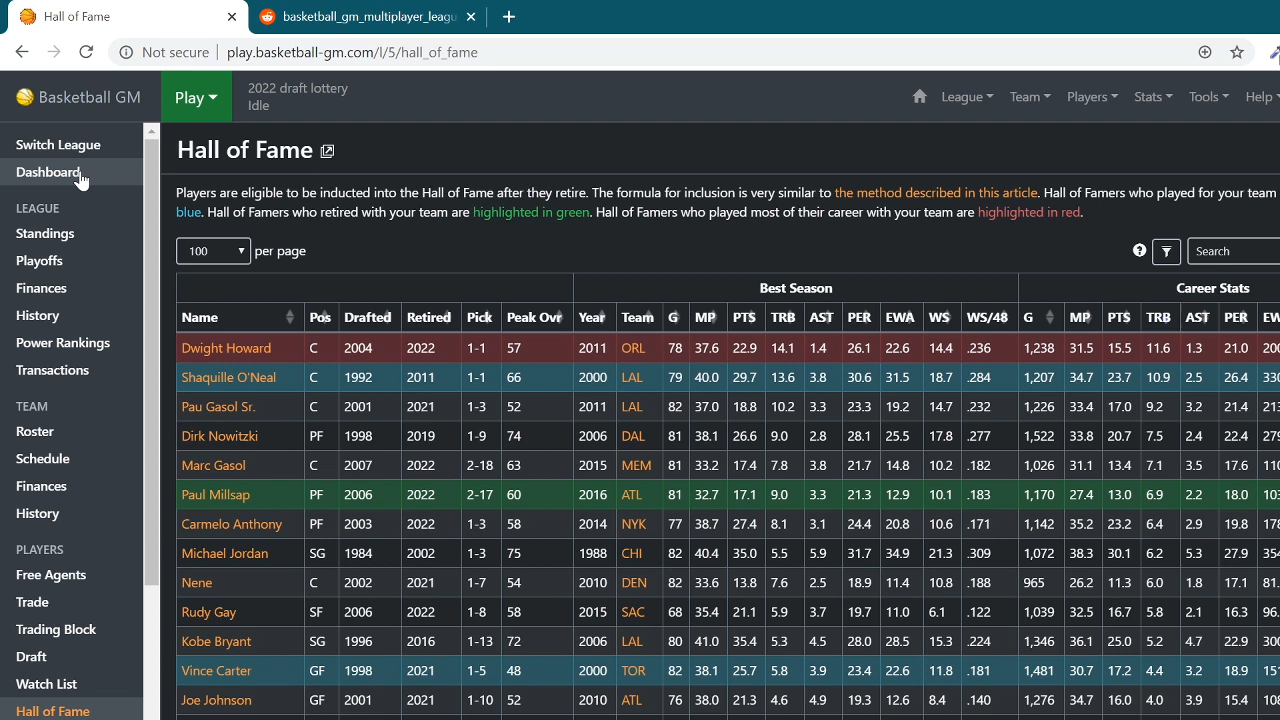 Hall of Fame
basketball_gm_multiplayer_leagu
Not secure play.basketball-gm.com/l/5/hall_of_fame
Basketball GM
Play
2022 draft lottery
Idle
League Team Players Stats Tools Help
Switch League
Dashboard
LEAGUE
Standings
Playoffs
Finances
History
Power Rankings
Transactions
TEAM
Roster
Schedule
Finances
History
PLAYERS
Free Agents
Trade
Trading Block
Draft
Watch List
Hall of Fame
Hall of Fame
Players are eligible to be inducted into the Hall of Fame after they retire. The formula for inclusion is very similar to the method described in this article. Hall of Famers who played for your team
blue. Hall of Famers who retired with your team are highlighted in green. Hall of Famers who played most of their career with your team are highlighted in red.
100 per page Search
Best Season Career Stats
Name Pos Drafted Retired Pick Peak Ovr Year Team G MP PTS TRB AST PER EWA WS WS/48 G MP PTS TRB AST PER EW
Dwight Howard C 2004 2022 1-1 57 2011 ORL 78 37.6 22.9 14.1 1.4 26.1 22.6 14.4 .236 1,238 31.5 15.5 11.6 1.3 21.0 200
Shaquille O'Neal C 1992 2011 1-1 66 2000 LAL 79 40.0 29.7 13.6 3.8 30.6 31.5 18.7 .284 1,207 34.7 23.7 10.9 2.5 26.4 330
Pau Gasol Sr. C 2001 2021 1-3 52 2011 LAL 82 37.0 18.8 10.2 3.3 23.3 19.2 14.7 .232 1,226 33.4 17.0 9.2 3.2 21.4 213
Dirk Nowitzki PF 1998 2019 1-9 74 2006 DAL 81 38.1 26.6 9.0 2.8 28.1 25.5 17.8 .277 1,522 33.8 20.7 7.5 2.4 22.4 279
Marc Gasol C 2007 2022 2-18 63 2015 MEM 81 33.2 17.4 7.8 3.8 21.7 14.8 10.2 .182 1,026 31.1 13.4 7.1 3.5 17.6 110
Paul Millsap PF 2006 2022 2-17 60 2016 ATL 81 32.7 17.1 9.0 3.3 21.3 12.9 10.1 .183 1,170 27.4 13.0 6.9 2.2 18.0 103
Carmelo Anthony PF 2003 2022 1-3 58 2014 NYK 77 38.7 27.4 8.1 3.1 24.4 20.8 10.6 .171 1,142 35.2 23.2 6.4 2.9 19.8 178
Michael Jordan SG 1984 2002 1-3 75 1988 CHI 82 40.4 35.0 5.5 5.9 31.7 34.9 21.3 .309 1,072 38.3 30.1 6.2 5.3 27.9 354
Nene C 2002 2021 1-7 54 2010 DEN 82 33.6 13.8 7.6 2.5 18.9 11.4 10.8 .188 965 26.2 11.3 6.0 1.8 17.1 81.
Rudy Gay SF 2006 2022 1-8 58 2015 SAC 68 35.4 21.1 5.9 3.7 19.7 11.0 6.1 .122 1,039 32.5 16.7 5.8 2.1 16.3 96.
Kobe Bryant SG 1996 2016 1-13 72 2006 LAL 80 41.0 35.4 5.3 4.5 28.0 28.5 15.3 .224 1,346 36.1 25.0 5.2 4.7 22.9 300
Vince Carter GF 1998 2021 1-5 48 2000 TOR 82 38.1 25.7 5.8 3.9 23.4 22.6 11.8 .181 1,481 30.7 17.2 4.4 3.2 18.9 15
Joe Johnson GF 2001 2021 1-10 52 2010 ATL 76 38.0 21.3 4.6 4.9 19.3 12.6 8.4 .140 1,276 34.7 16.0 4.0 3.9 15.4 10